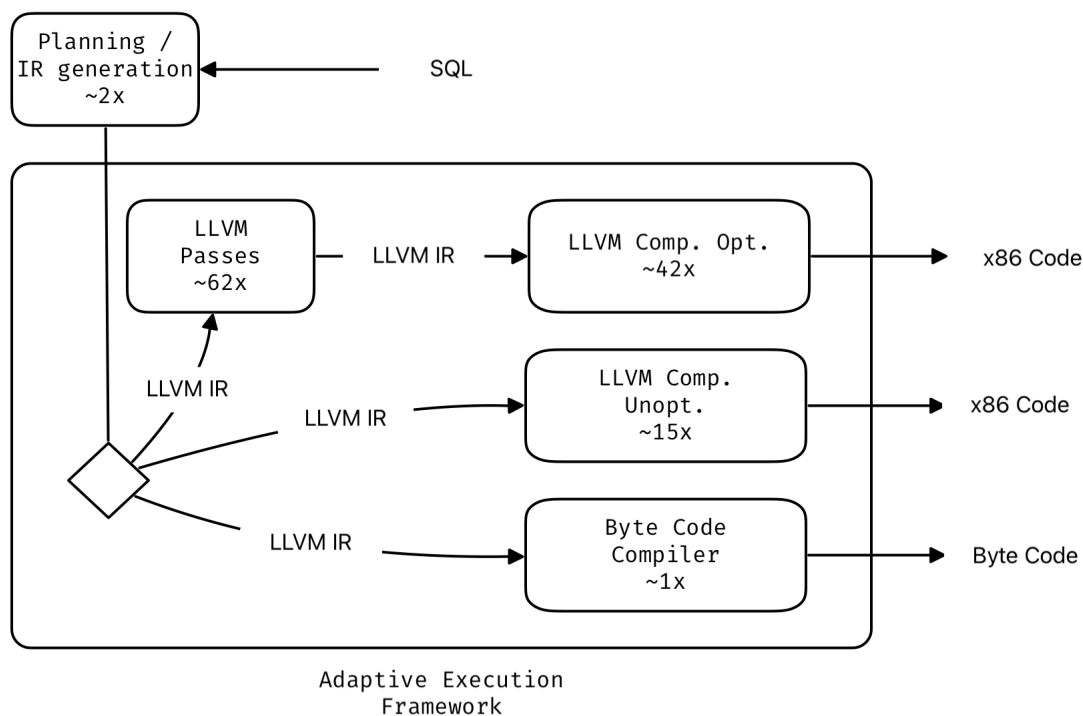 Planning /
IR generation
~2x
SQL
LLVM
Passes
~62x
LLVM IR
LLVM Comp. Opt.
~42x
x86 Code
LLVM IR
LLVM IR
LLVM Comp.
Unopt.
~15x
x86 Code
LLVM IR
Byte Code
Compiler
~1x
Byte Code
Adaptive Execution
Framework